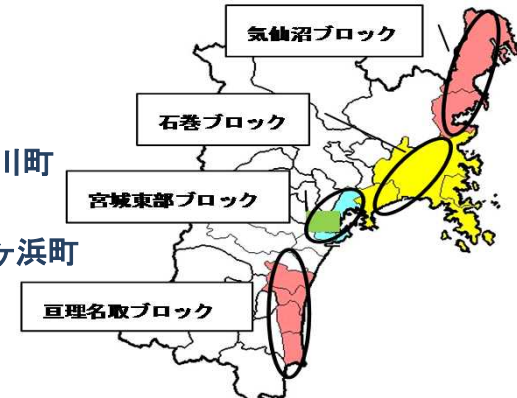 気仙沼ブロック
石巻ブロック
川町
宮城東部ブロック
ヶ浜町
亘理名取ブロック